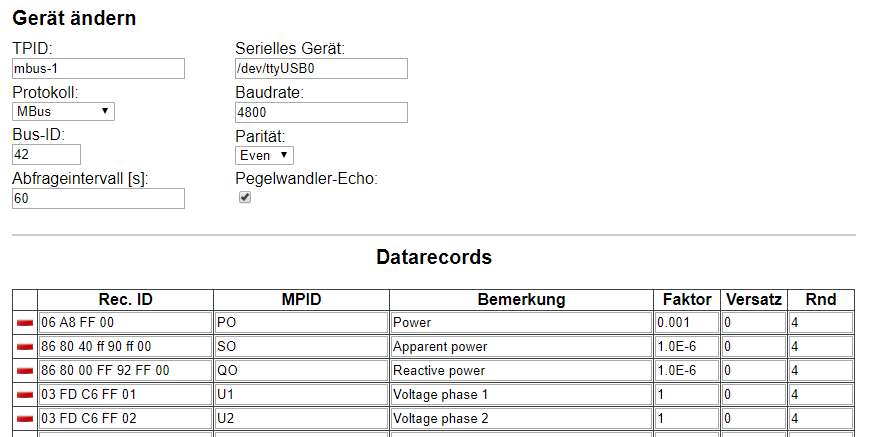 Gerät ändern
TPID: Serielles Gerät:
mbus-1 /dev/ttyUSB0
Protokoll: Baudrate:
MBus 4800
Bus-ID: Parität:
42 Even
Abfrageintervall [s]: Pegelwandler-Echo:
60
Datarecords
Rec. ID MPID Bemerkung Faktor Versatz Rnd
06 A8 FF 00 PO Power 0.001 0 4
86 80 40 ff 90 ff 00 SO Apparent power 1.0E-6 0 4
86 80 00 FF 92 FF 00 QO Reactive power 1.0E-6 0 4
03 FD C6 FF 01 U1 Voltage phase 1 1 0 4
03 FD C6 FF 02 U2 Voltage phase 2 1 0 4